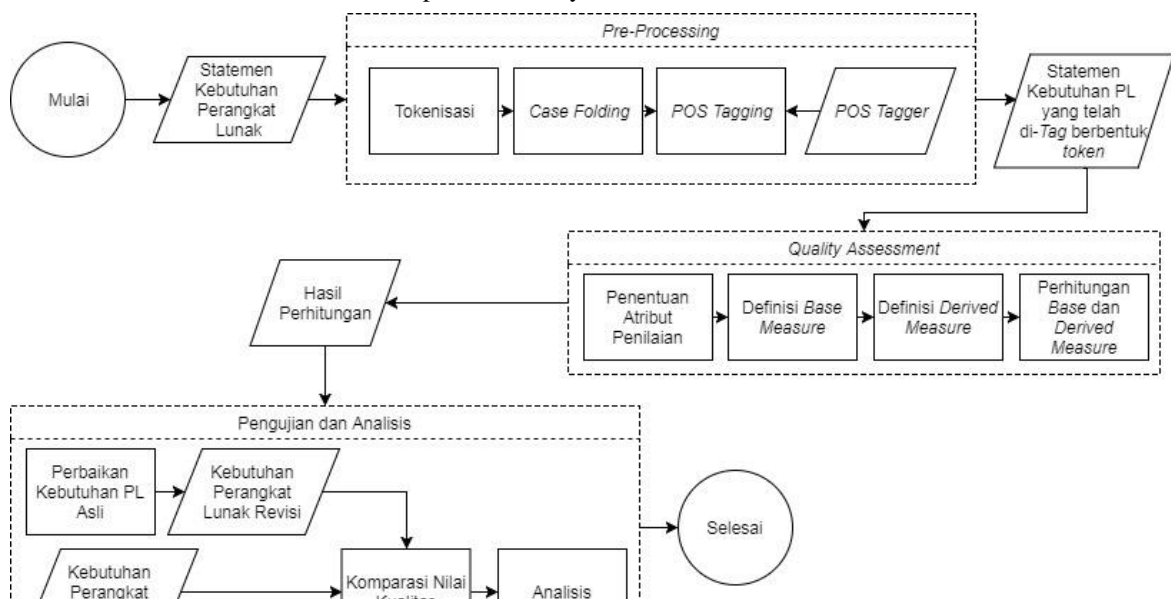 Pre-Processing
Mulai
Statemen
Kebutuhan
Perangkat
Lunak
Tokenisasi
Case Folding
POS Tagging
POS Tagger
Statemen
Kebutuhan PL
yang telah
di-Tag berbentuk
token
Quality Assessment
Penentuan
Atribut
Penilaian
Definisi Base
Measure
Definisi Derived
Measure
Perhitungan
Base dan
Derived
Measure
Hasil
Perhitungan
Pengujian dan Analisis
Perbaikan
Kebutuhan PL
Asli
Kebutuhan
Perangkat
Lunak Revisi
Selesai
Kebutuhan
Perangkat
Komparasi Nilai
Analisis